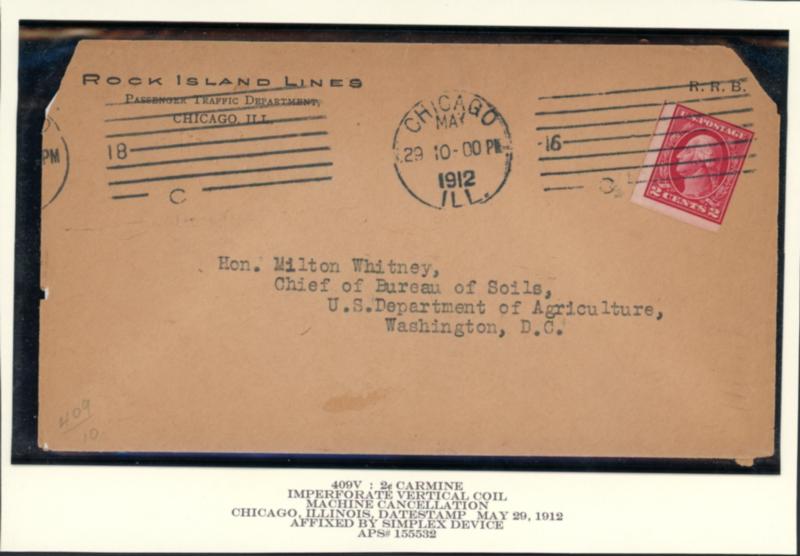 ROCK ISLAND LINES
PASSENGER TRAFFIC DEPARTMENT,
CHICAGO, ILL.
R. R. B.
PM
18
C
CHICAGO
MAY
29 10-00 PM
1912
ILL.
16
C
U.S. POSTAGE
2 CENTS 2
Hon. Milton Whitney,
Chief of Bureau of Soils,
U.S.Department of Agriculture,
Washington, D.C.
409
10
409V : 2¢ CARMINE
IMPERFORATE VERTICAL COIL
MACHINE CANCELLATION
CHICAGO, ILLINOIS, DATESTAMP MAY 29, 1912
AFFIXED BY SIMPLEX DEVICE
APS# 155532